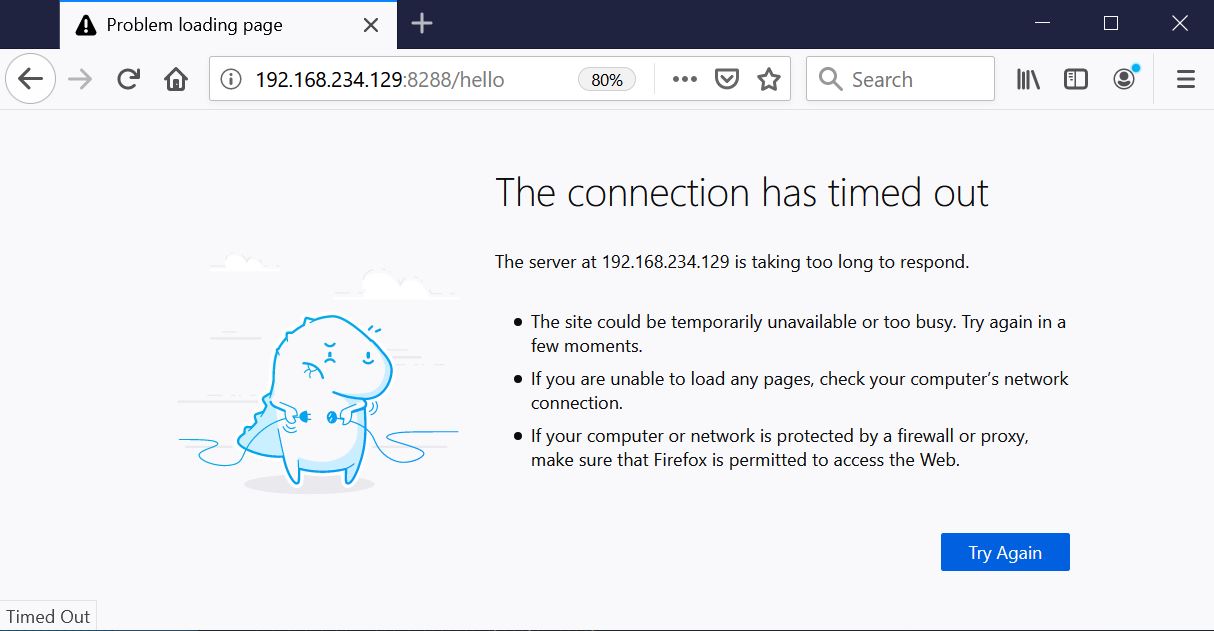 Problem loading page
192.168.234.129:8288/hello
80%
Search
The connection has timed out
The server at 192.168.234.129 is taking too long to respond.
The site could be temporarily unavailable or too busy. Try again in a
few moments.
If you are unable to load any pages, check your computer’s network
connection.
If your computer or network is protected by a firewall or proxy,
make sure that Firefox is permitted to access the Web.
Try Again
Timed Out